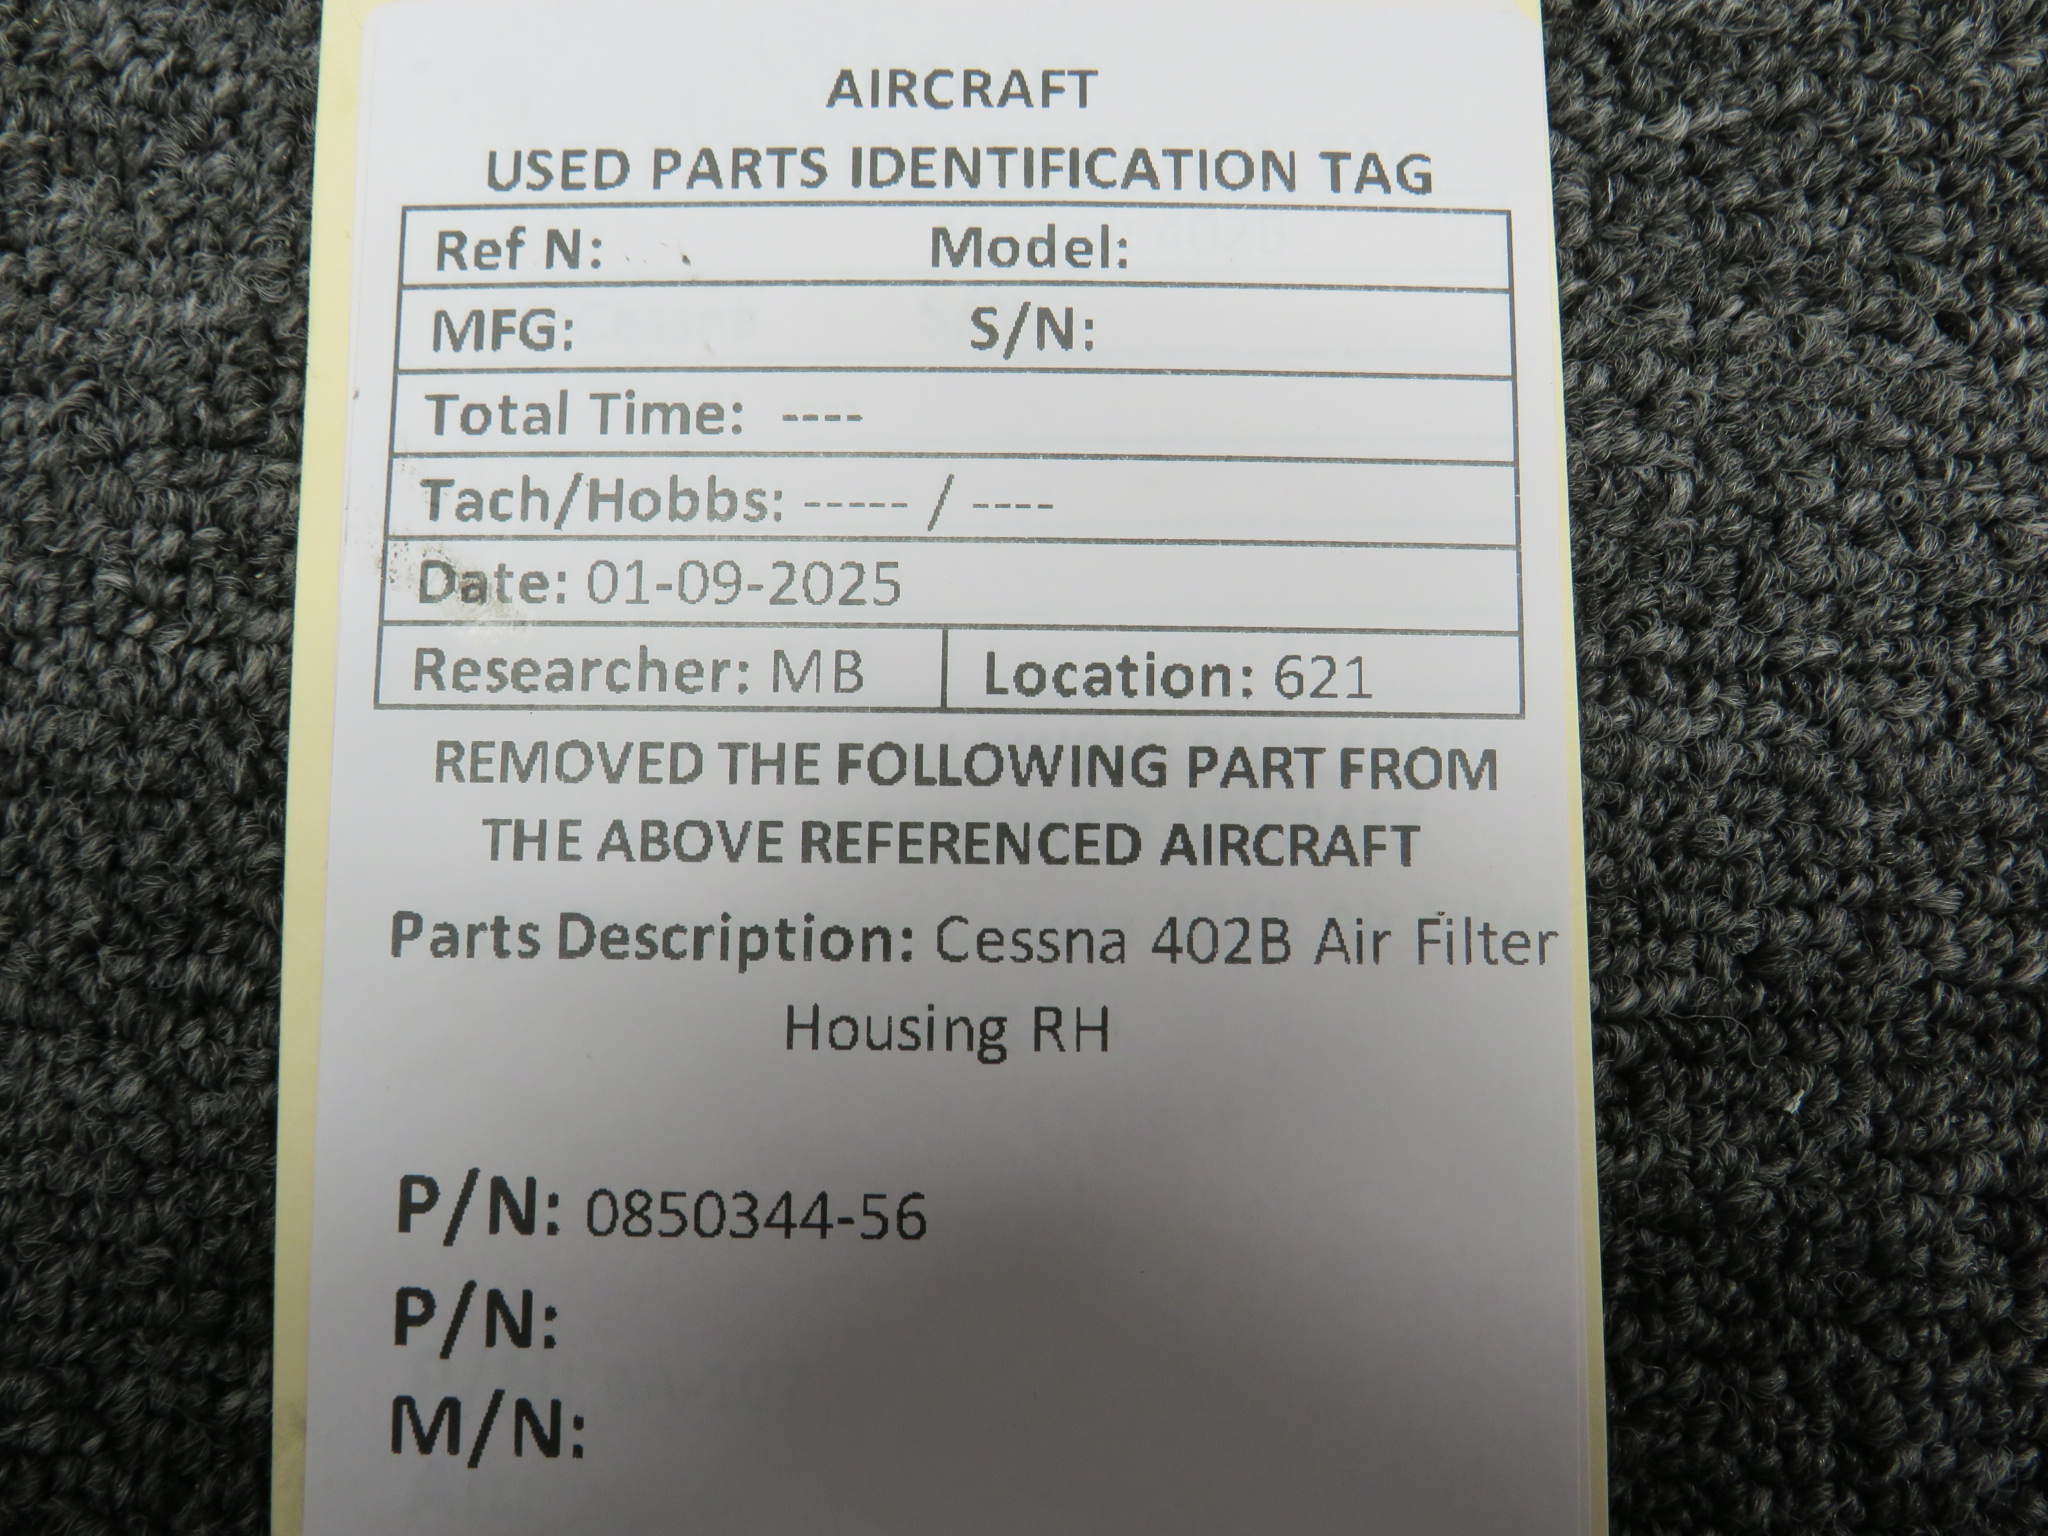 AIRCRAFT
USED PARTS IDENTIFICATION TAG
Ref N: Model:
MFG: S/N:
Total Time: ----
Tach/Hobbs: ----- / ----
Date: 01-09-2025
Researcher: MB Location: 621
REMOVED THE FOLLOWING PART FROM
THE ABOVE REFERENCED AIRCRAFT
Parts Description: Cessna 402B Air Filter
Housing RH
P/N: 0850344-56
P/N:
M/N: